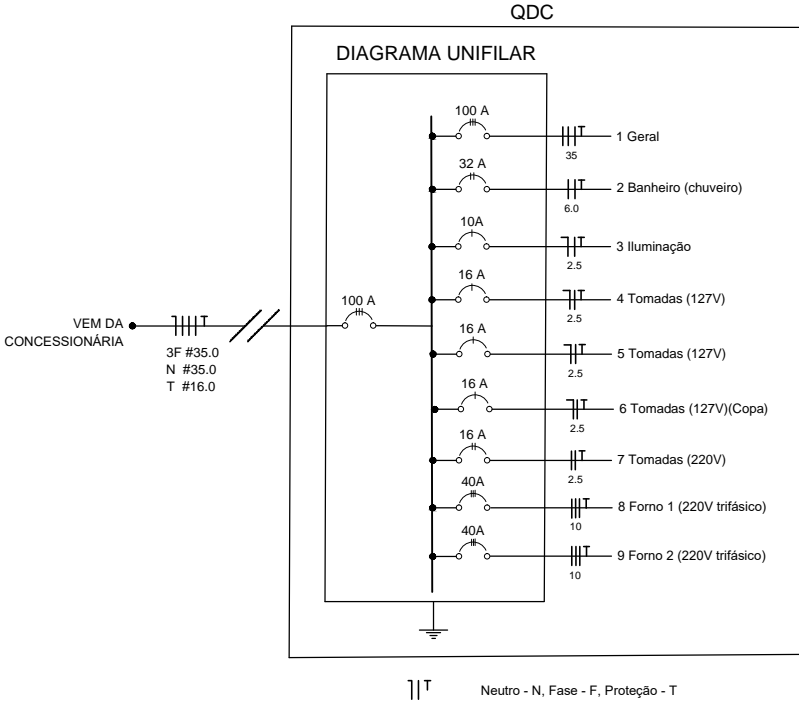 QDC
DIAGRAMA UNIFILAR
100 A
35
1 Geral
32 A
6.0
2 Banheiro (chuveiro)
10A
2.5
3 Iluminação
16 A
2.5
4 Tomadas (127V)
100 A
VEM DA
CONCESSIONÁRIA
3F #35.0
N #35.0
T #16.0
16 A
2.5
5 Tomadas (127V)
16 A
2.5
6 Tomadas (127V)(Copa)
16 A
2.5
7 Tomadas (220V)
40A
10
8 Forno 1 (220V trifásico)
40A
10
9 Forno 2 (220V trifásico)
Neutro - N, Fase - F, Proteção - T